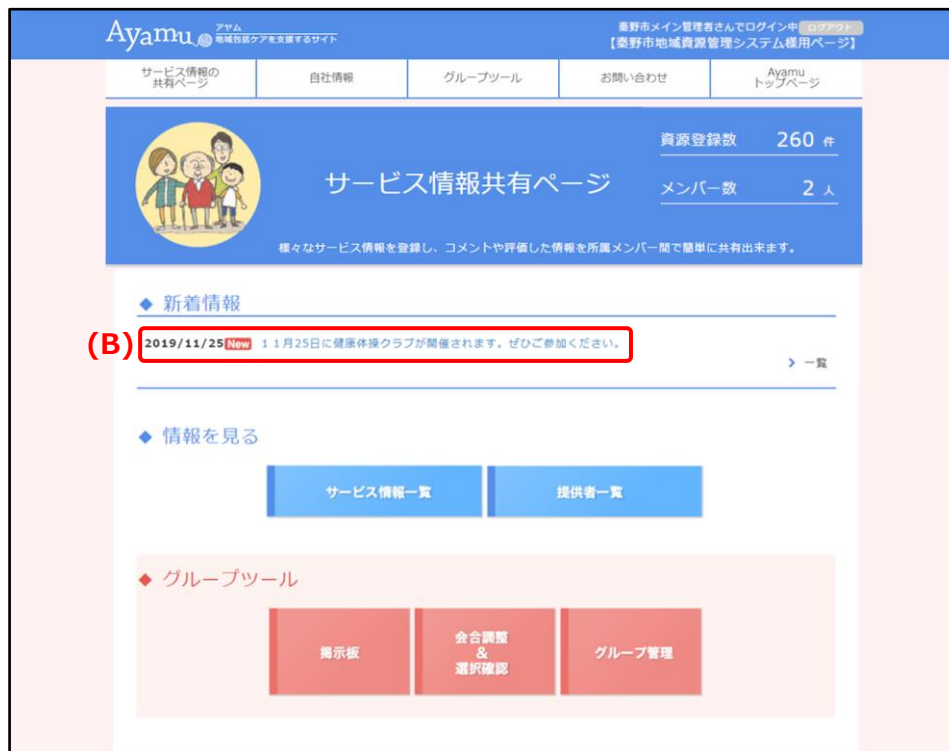 Ayamu アヤム
地域包括ケアを支援するサイト
秦野市メイン管理者さんでログイン中 ログアウト
【秦野市地域資源管理システム様用ページ】
サービス情報の
共有ページ
自社情報
グループツール
お問い合わせ
Ayamu
トップページ
資源登録数 260 件
サービス情報共有ページ
メンバー数 2 人
様々なサービス情報を登録し、コメントや評価した情報を所属メンバー間で簡単に共有出来ます。
◆ 新着情報
(B) 2019/11/25 New １１月25日に健康体操クラブが開催されます。ぜひご参加ください。
> 一覧
◆ 情報を見る
サービス情報一覧
提供者一覧
◆ グループツール
掲示板
会合調整
&
選択確認
グループ管理